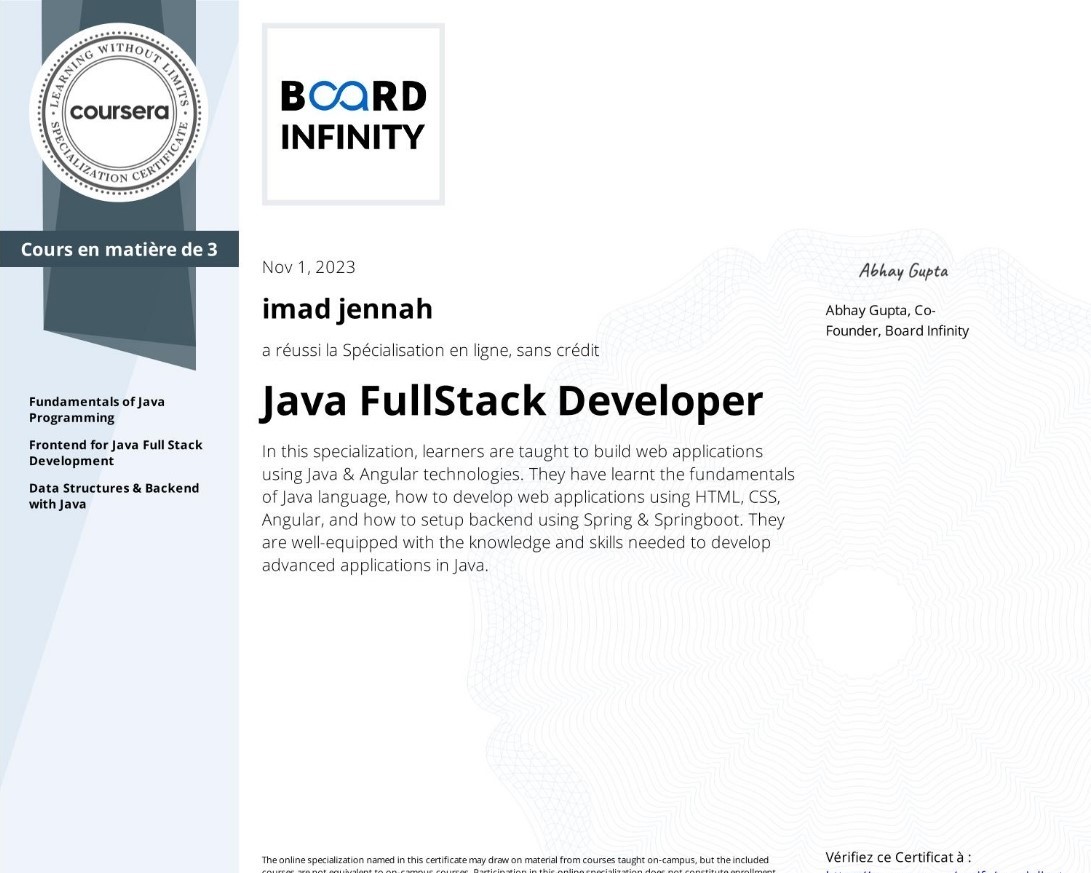 LEARNING WITHOUT LIMITS
coursera
SPECIALIZATION CERTIFICATE
Cours en matière de 3
Fundamentals of Java
Programming
Frontend for Java Full Stack
Development
Data Structures & Backend
with Java
BOARD
INFINITY
Nov 1, 2023
imad jennah
a réussi la Spécialisation en ligne, sans crédit
Java FullStack Developer
In this specialization, learners are taught to build web applications
using Java & Angular technologies. They have learnt the fundamentals
of Java language, how to develop web applications using HTML, CSS,
Angular, and how to setup backend using Spring & Springboot. They
are well-equipped with the knowledge and skills needed to develop
advanced applications in Java.
Abhay Gupta
Abhay Gupta, Co-
Founder, Board Infinity
The online specialization named in this certificate may draw on material from courses taught on-campus, but the included
courses are not equivalent to on-campus courses. Participation in this online specialization does not constitute enrollment
Vérifiez ce Certificat à :